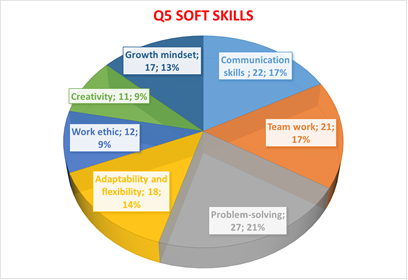 Q5 SOFT SKILLS
Growth mindset;
17; 13%
Communication
skills ; 22; 17%
Creativity; 11; 9%
Team work; 21;
17%
Work ethic; 12;
9%
Adaptability and
flexibility; 18;
14%
Problem-solving;
27; 21%